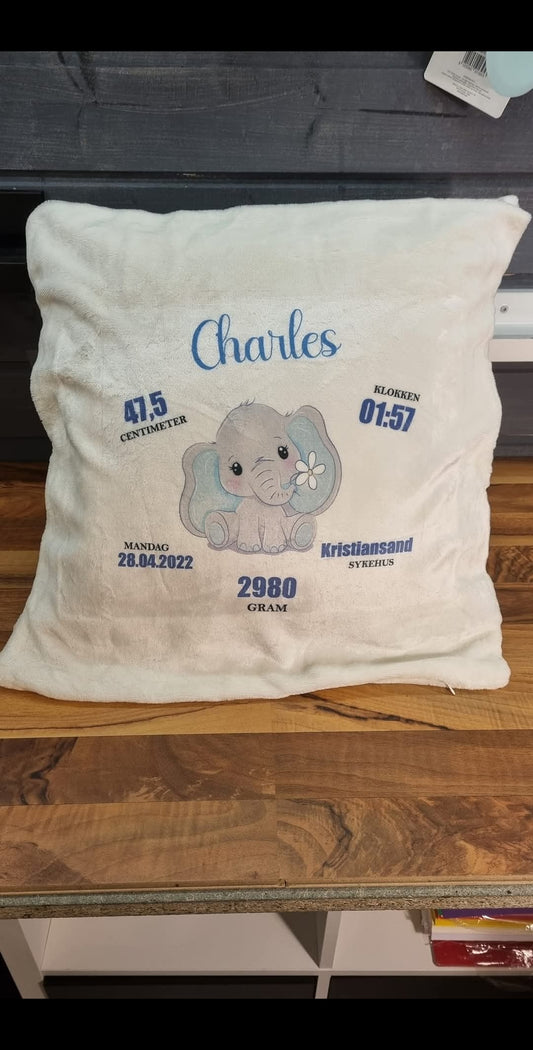 Charles
47,5
CENTIMETER
KLOKKEN
01:57
MANDAG
28.04.2022
Kristiansand
SYKEHUS
2980
GRAM